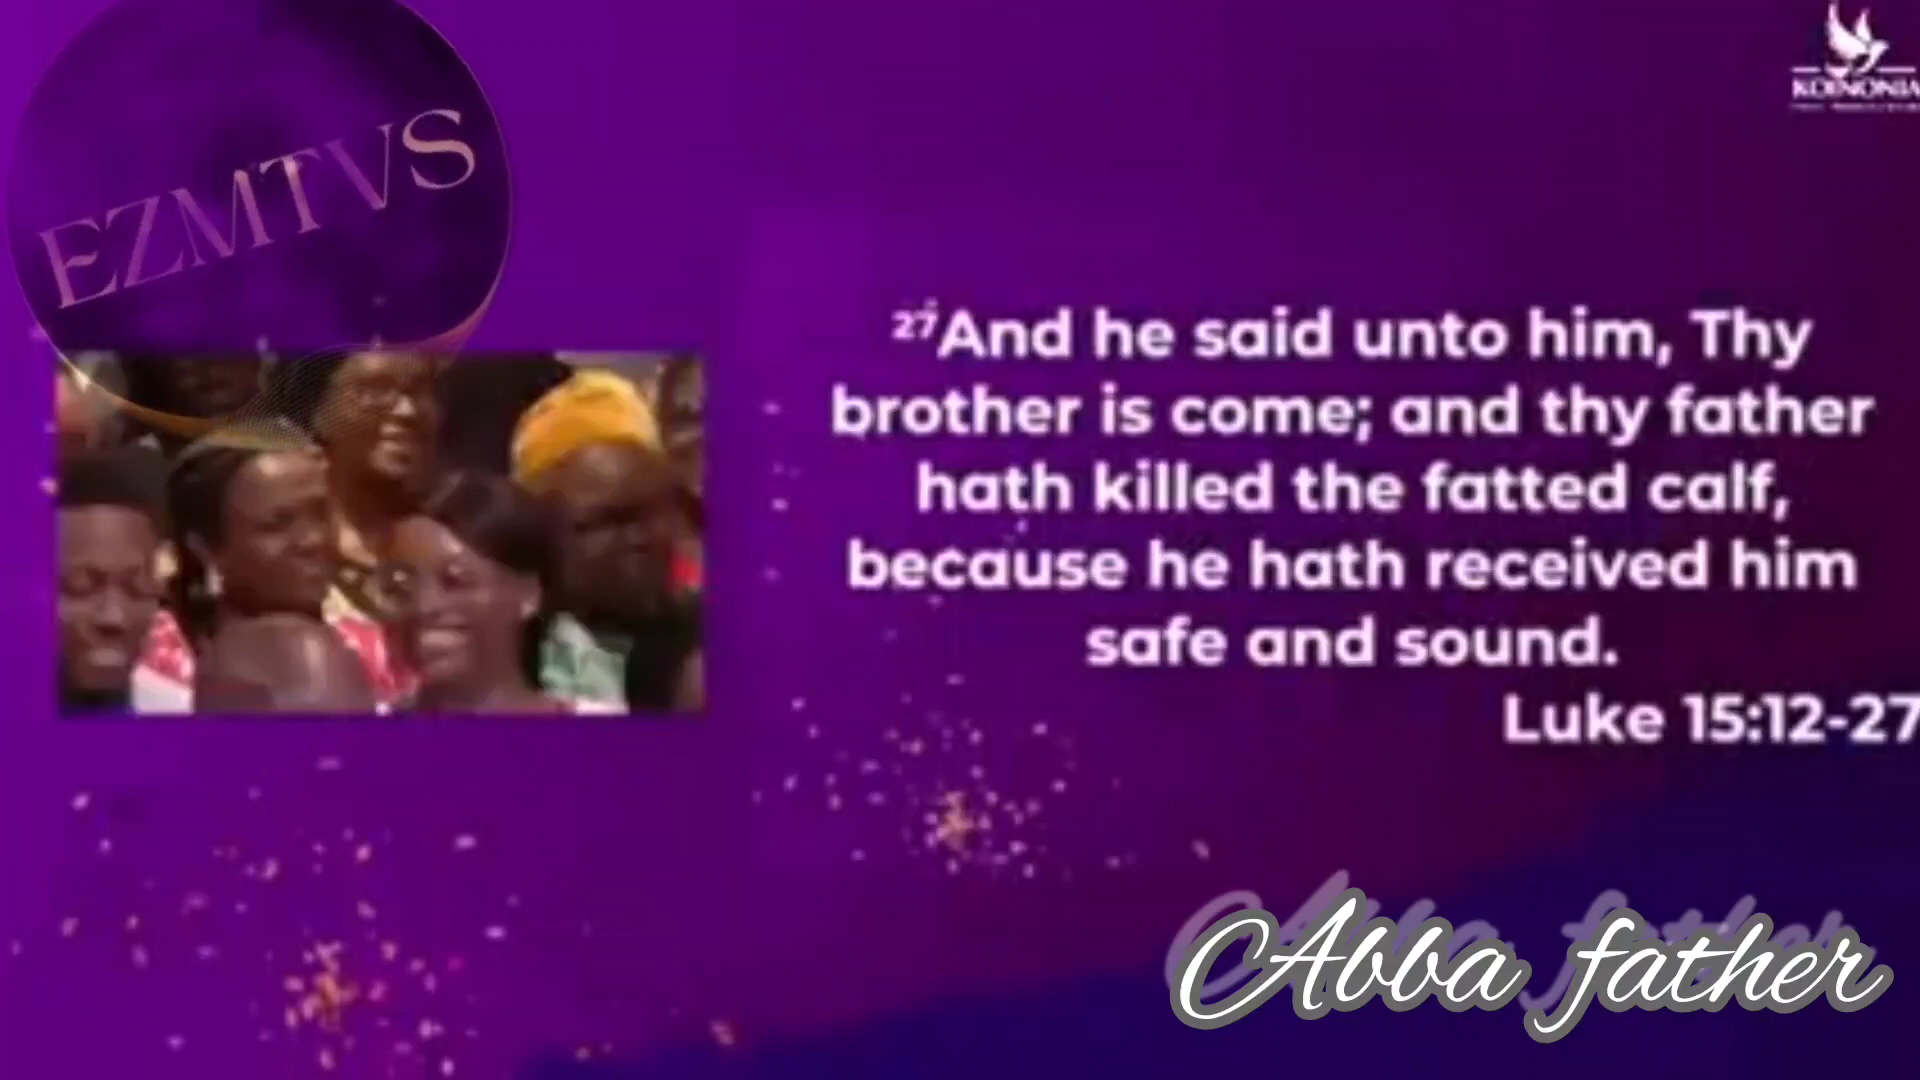 EZMTVS
KOINONIA
27And he said unto him, Thy
brother is come; and thy father
hath killed the fatted calf,
because he hath received him
safe and sound.
Luke 15:12-27
Abba father